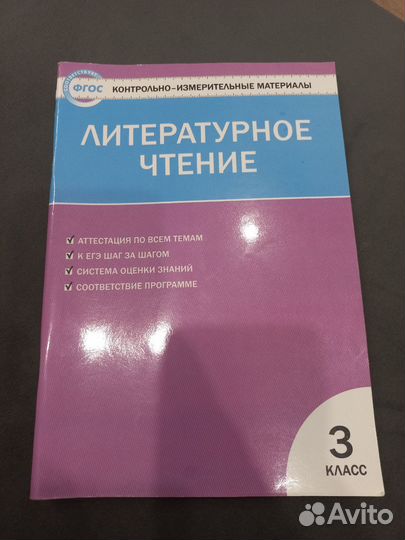 СООТВЕТСТВУЕТ
ФГОС
КОНТРОЛЬНО-ИЗМЕРИТЕЛЬНЫЕ МАТЕРИАЛЫ
ЛИТЕРАТУРНОЕ
ЧТЕНИЕ
АТТЕСТАЦИЯ ПО ВСЕМ ТЕМАМ
К ЕГЭ ШАГ ЗА ШАГОМ
СИСТЕМА ОЦЕНКИ ЗНАНИЙ
СООТВЕТСТВИЕ ПРОГРАММЕ
3
КЛАСС
Avito